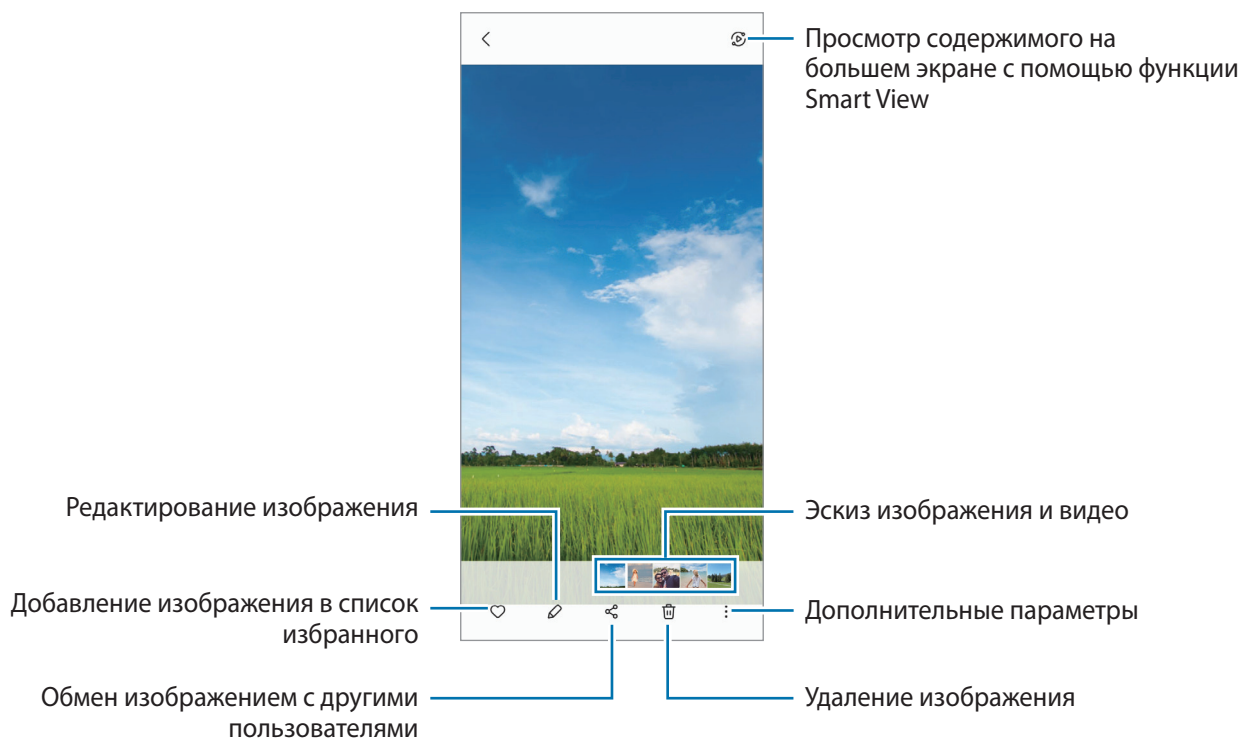 Просмотр содержимого на
большем экране с помощью функции
Smart View
Редактирование изображения
Эскиз изображения и видео
Добавление изображения в список
избранного
Дополнительные параметры
Обмен изображением с другими
пользователями
Удаление изображения